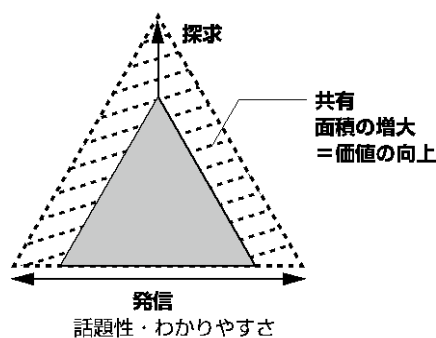 探求
共有
面積の増大
＝価値の向上
発信
話題性・わかりやすさ